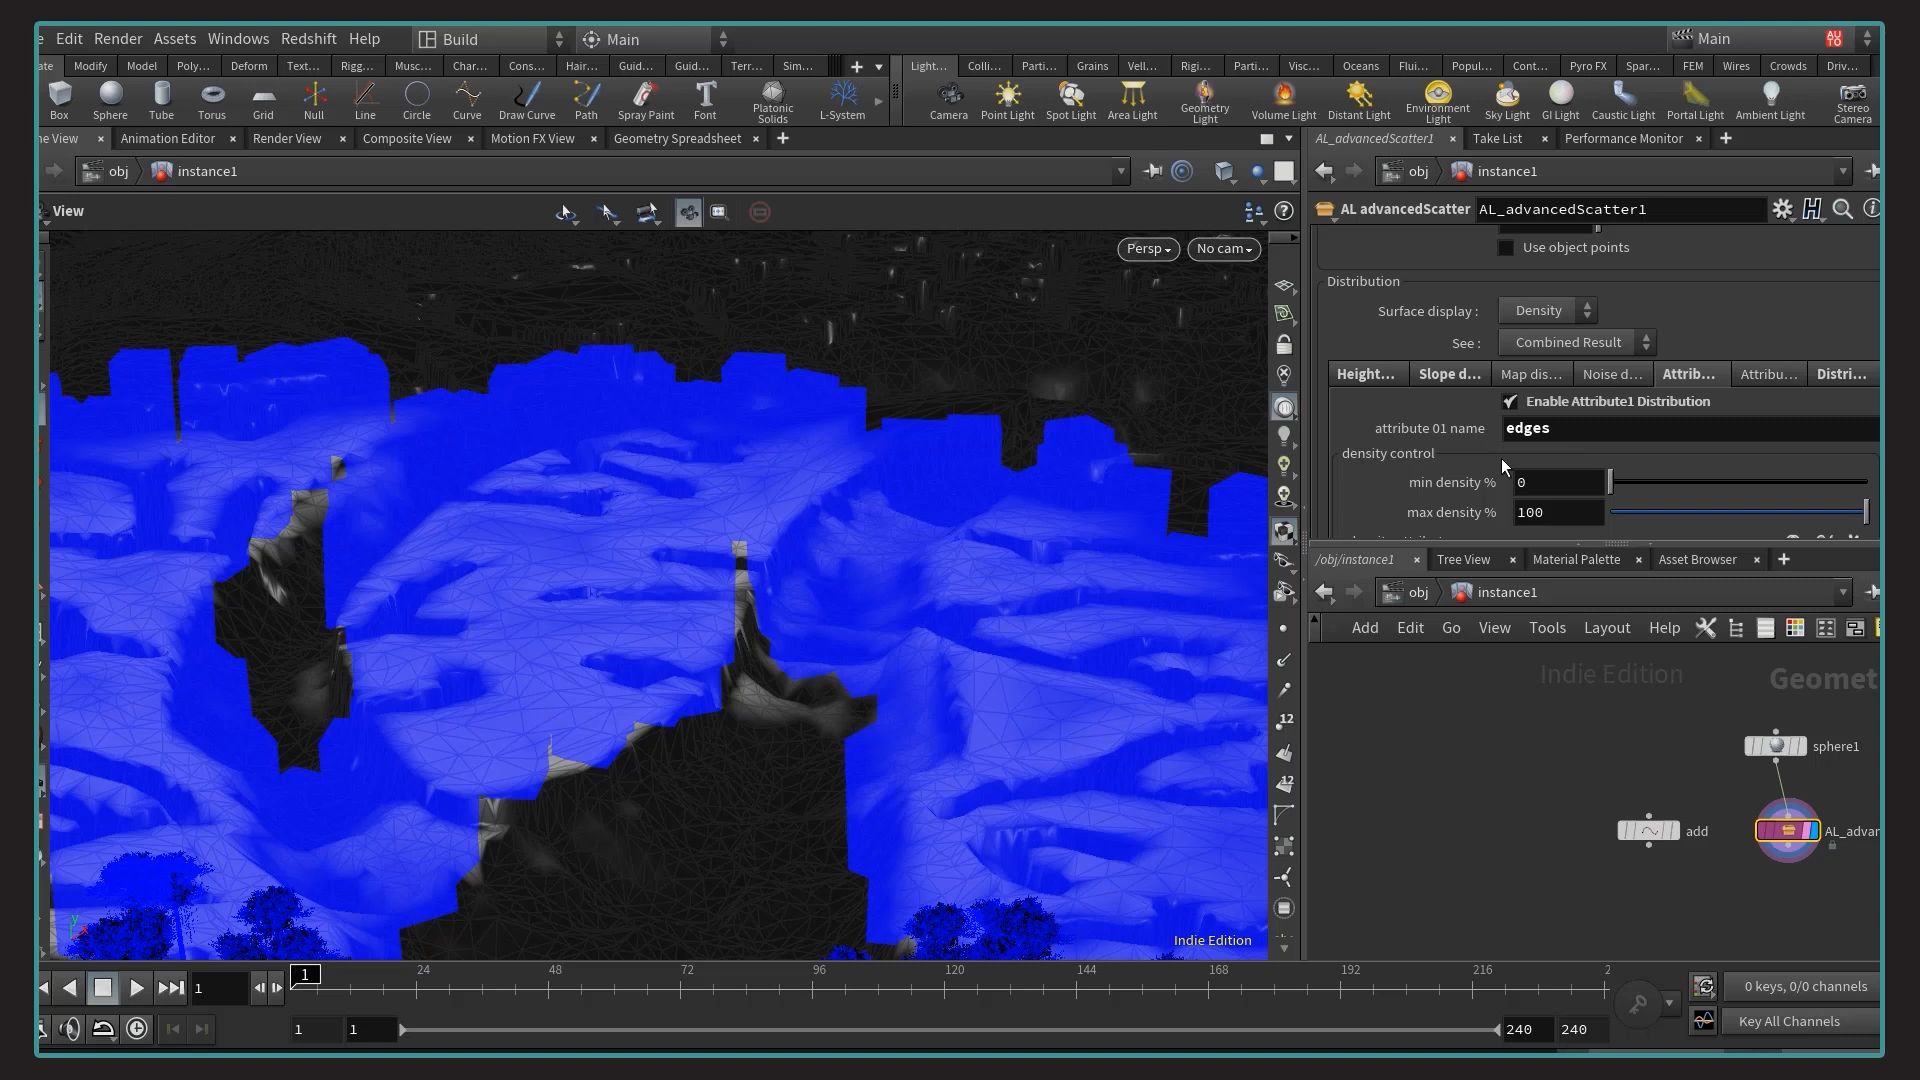 Edit Render Assets Windows Redshift Help Build Main Main AUTO
ate Modify Model Poly... Deform Text... Rigg... Musc... Char... Cons... Hair... Guid... Guid... Terr... Sim... Light... Colli... Parti... Grains Vell... Rigi... Parti... Visc... Oceans Flui... Popul... Cont... Pyro FX Spar... FEM Wires Crowds Driv...
Box Sphere Tube Torus Grid Null Line Circle Curve Draw Curve Path Spray Paint Font Platonic Solids L-System Camera Point Light Spot Light Area Light Geometry Light Volume Light Distant Light Environment Light Sky Light GI Light Caustic Light Portal Light Ambient Light Stereo Camera
ne View × Animation Editor × Render View × Composite View × Motion FX View × Geometry Spreadsheet × AL_advancedScatter1 × Take List × Performance Monitor ×
obj instance1 obj instance1
View AL advancedScatter AL_advancedScatter1
Persp No cam
Use object points
Distribution
Surface display : Density
See : Combined Result
Height... Slope d... Map dis... Noise d... Attrib... Attribu... Distri...
Enable Attribute1 Distribution
attribute 01 name edges
density control
min density % 0
max density % 100
/obj/instance1 × Tree View × Material Palette × Asset Browser ×
obj instance1
Add Edit Go View Tools Layout Help
Indie Edition Geomet
12
sphere1
12
add AL_advan
y
Indie Edition
1 1 24 48 72 96 120 144 168 192 216 2
0 keys, 0/0 channels
1 1 240 240 Key All Channels